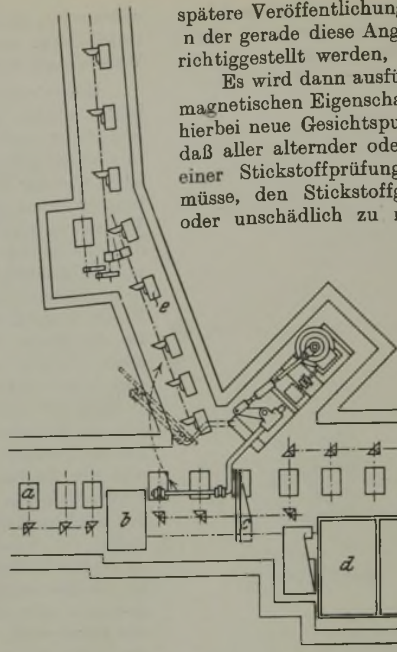 spätere Veröffentlichung
n der gerade diese Ang
richtiggestellt werden,
Es wird dann ausfü
magnetischen Eigenscha
hierbei neue Gesichtspu
daß aller alternder ode
einer Stickstoffprüfung
müsse, den Stickstoffg
oder unschädlich zu
e
a
b
c
d